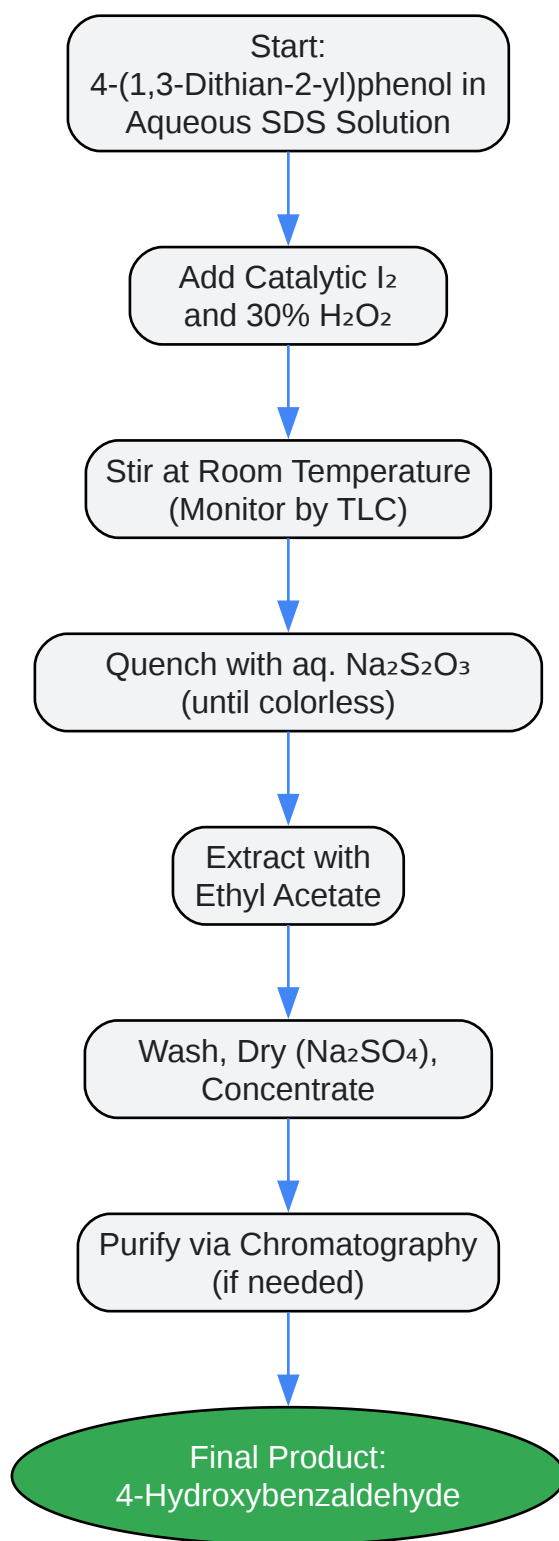 Start:
4-(1,3-Dithian-2-yl)phenol in
Aqueous SDS Solution
Add Catalytic I₂
and 30% H₂O₂
Stir at Room Temperature
(Monitor by TLC)
Quench with aq. Na₂S₂O₃
(until colorless)
Extract with
Ethyl Acetate
Wash, Dry (Na₂SO₄),
Concentrate
Purify via Chromatography
(if needed)
Final Product:
4-Hydroxybenzaldehyde